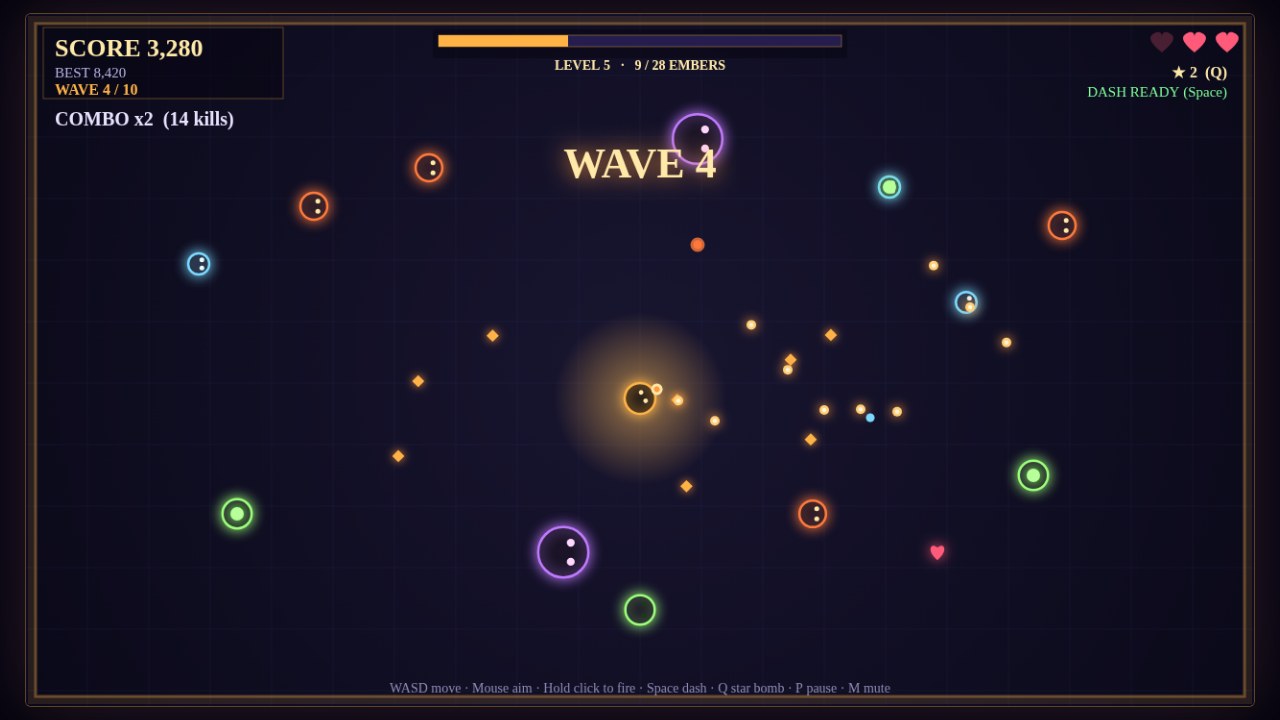 SCORE 3,280
BEST 8,420
WAVE 4 / 10
COMBO x2 (14 kills)
LEVEL 5 · 9 / 28 EMBERS
★ 2 (Q)
DASH READY (Space)
WAVE 4
WASD move · Mouse aim · Hold click to fire · Space dash · Q star bomb · P pause · M mute